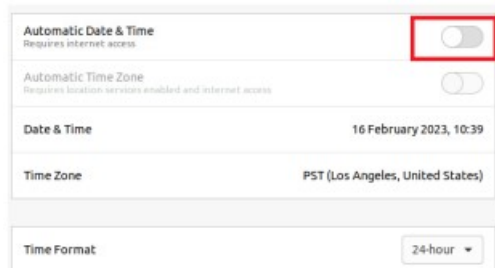 Automatic Date & Time
Requires internet access
Automatic Time Zone
Requires location services enabled and internet access
Date & Time 16 February 2023, 10:39
Time Zone PST (Los Angeles, United States)
Time Format 24-hour